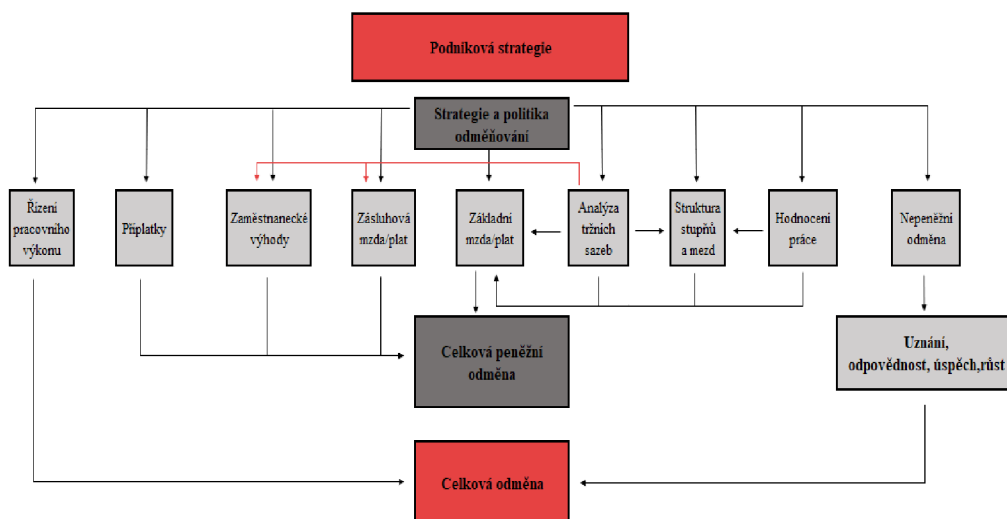 Podniková strategie
Strategie a politika
odměňování
Řízení
pracovního
výkonu
Příplatky
Zaměstnanecké
výhody
Zásluhová
mzda/plat
Základní
mzda/plat
Analýza
tržních
sazeb
Struktura
stupňů
a mezd
Hodnocení
práce
Nepeněžní
odměna
Celková peněžní
odměna
Uznání,
odpovědnost, úspěch,růst
Celková odměna